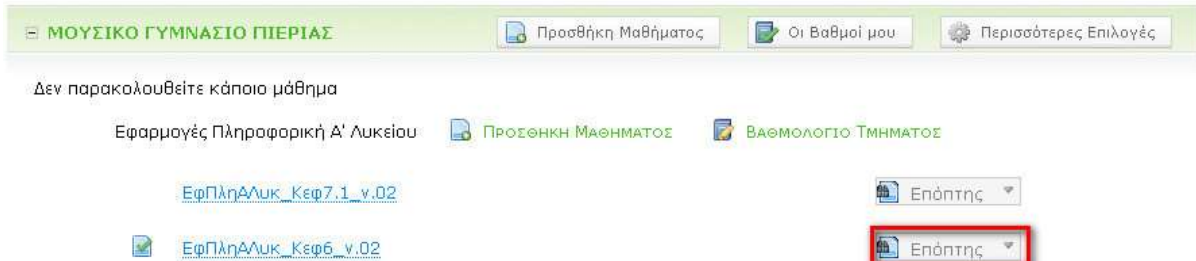 ΜΟΥΣΙΚΟ ΓΥΜΝΑΣΙΟ ΠΙΕΡΙΑΣ Προσθήκη Μαθήματος Οι Βαθμοί μου Περισσότερες Επιλογές
Δεν παρακολουθείτε κάποιο μάθημα
Εφαρμογές Πληροφορική Α' Λυκείου ΠΡΟΣΘΗΚΗ ΜΑΘΗΜΑΤΟΣ ΒΑΘΜΟΛΟΓΙΟ ΤΜΗΜΑΤΟΣ
ΕφΠληΑΛυκ_Κεφ7.1_v.02 Επόπτης
ΕφΠληΑΛυκ_Κεφ6_v.02 Επόπτης